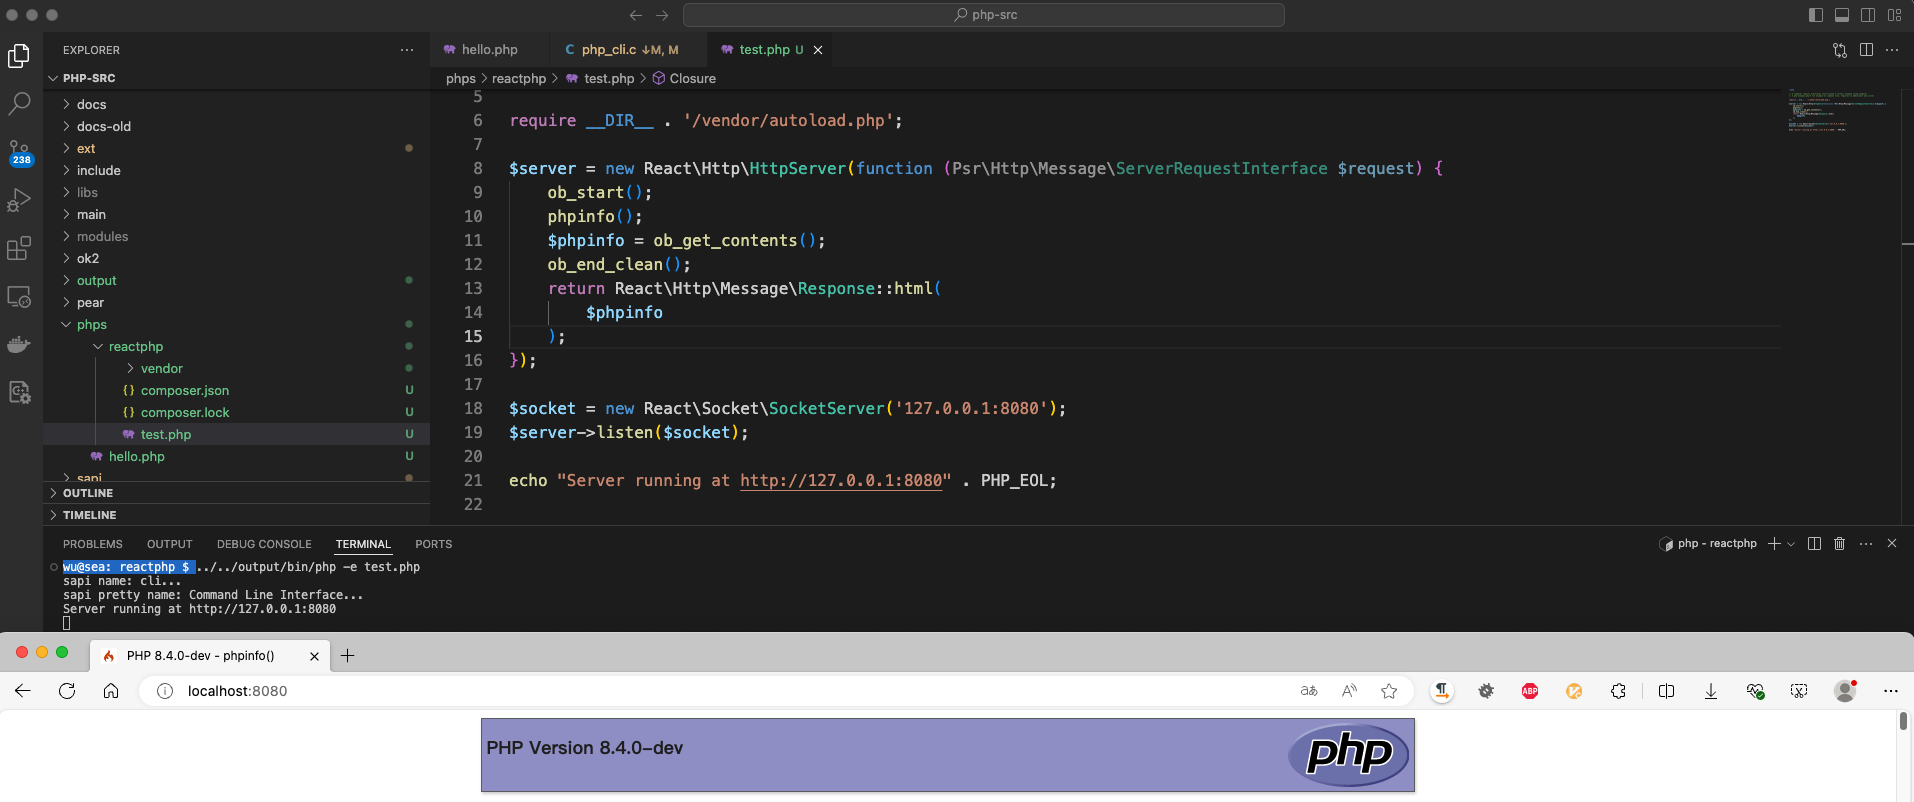 php-src
EXPLORER
hello.php
php_cli.c ↓M, M
test.php U
PHP-SRC
phps > reactphp > test.php > Closure
docs
docs-old
ext
238
include
libs
main
modules
ok2
output
pear
phps
reactphp
vendor
composer.json U
composer.lock U
test.php U
hello.php U
sapi
OUTLINE
TIMELINE
5
6 require __DIR__ . '/vendor/autoload.php';
7
8 $server = new React\Http\HttpServer(function (Psr\Http\Message\ServerRequestInterface $request) {
9 ob_start();
10 phpinfo();
11 $phpinfo = ob_get_contents();
12 ob_end_clean();
13 return React\Http\Message\Response::html(
14 $phpinfo
15 );
16 });
17
18 $socket = new React\Socket\SocketServer('127.0.0.1:8080');
19 $server->listen($socket);
20
21 echo "Server running at http://127.0.0.1:8080" . PHP_EOL;
22
PROBLEMS OUTPUT DEBUG CONSOLE TERMINAL PORTS
php - reactphp
wu@sea: reactphp $ ../../output/bin/php -e test.php
sapi name: cli...
sapi pretty name: Command Line Interface...
Server running at http://127.0.0.1:8080
PHP 8.4.0-dev - phpinfo()
localhost:8080
aあ
A
ABP
PHP Version 8.4.0-dev
php